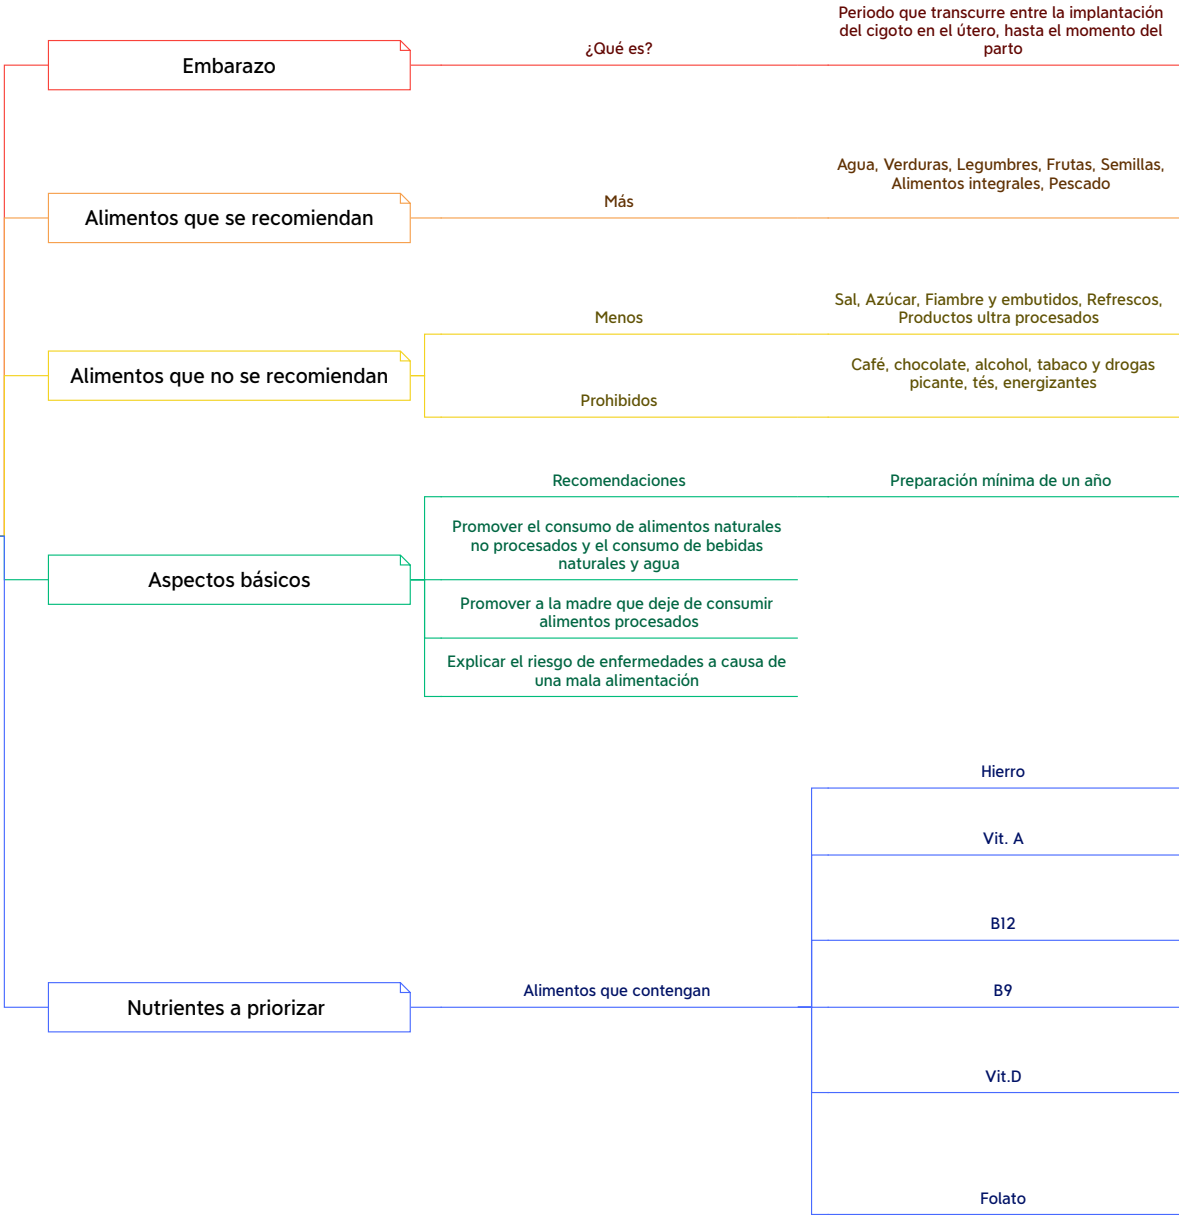 Periodo que transcurre entre la implantación
del cigoto en el útero, hasta el momento del
parto
¿Qué es?
Embarazo
Agua, Verduras, Legumbres, Frutas, Semillas,
Alimentos integrales, Pescado
Más
Alimentos que se recomiendan
Sal, Azúcar, Fiambre y embutidos, Refrescos,
Productos ultra procesados
Menos
Alimentos que no se recomiendan
Café, chocolate, alcohol, tabaco y drogas
picante, tés, energizantes
Prohibidos
Recomendaciones
Preparación mínima de un año
Promover el consumo de alimentos naturales
no procesados y el consumo de bebidas
naturales y agua
Aspectos básicos
Promover a la madre que deje de consumir
alimentos procesados
Explicar el riesgo de enfermedades a causa de
una mala alimentación
Hierro
Vit. A
B12
Nutrientes a priorizar
Alimentos que contengan
B9
Vit.D
Folato